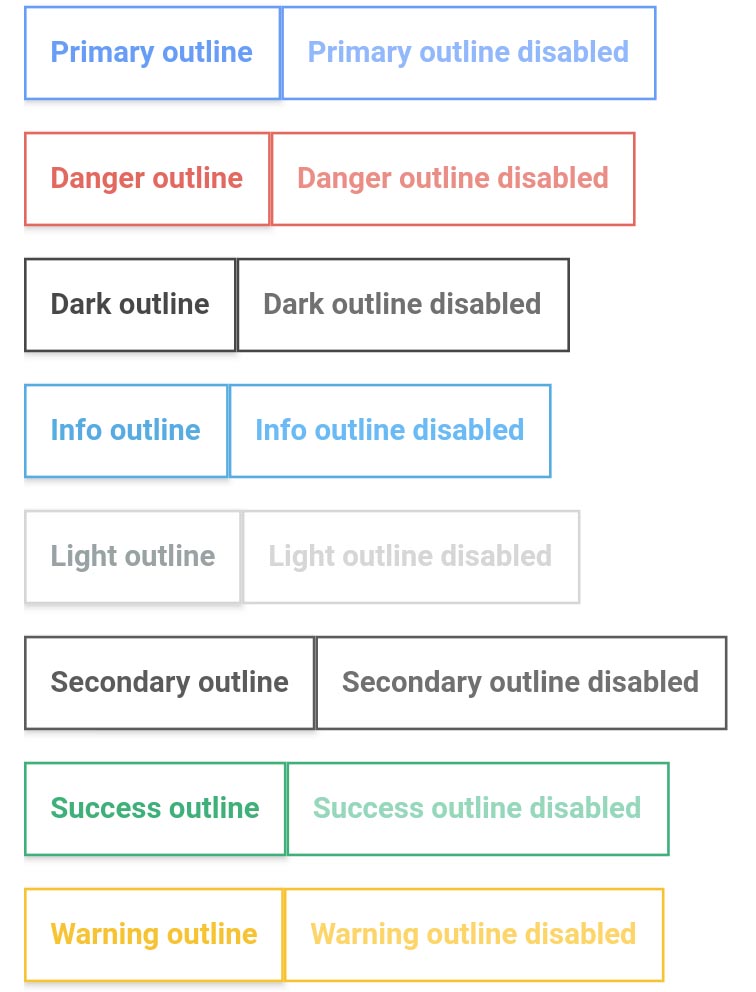 Primary outline Primary outline disabled
Danger outline Danger outline disabled
Dark outline Dark outline disabled
Info outline Info outline disabled
Light outline Light outline disabled
Secondary outline Secondary outline disabled
Success outline Success outline disabled
Warning outline Warning outline disabled